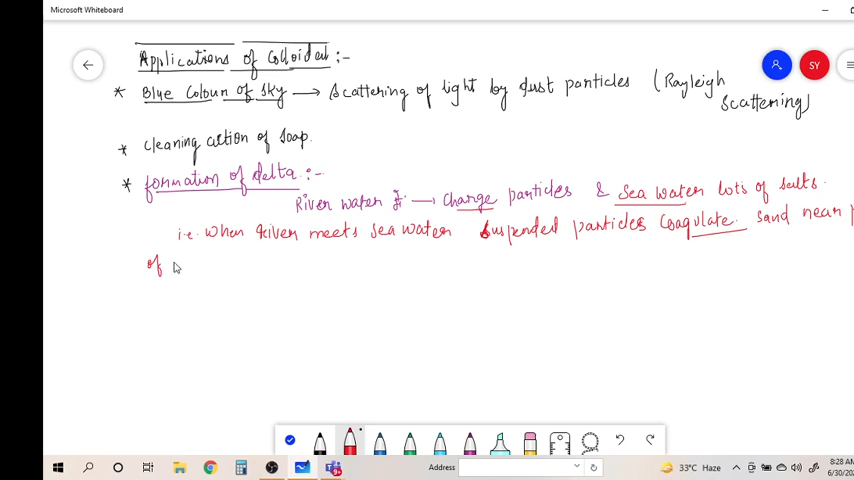 Microsoft Whiteboard
SY
Applications of Colloidal :-
* Blue Colour of sky → Scattering of light by dust particles (Rayleigh
Scattering)
* Cleaning action of Soap.
* formation of delta :-
River water → Charge particles & Sea water lots of salts.
i.e. when River meets Sea water Suspended particles Coagulate. Sand near p
of
9+
Address
33°C Haze
8:28 A
6/30/202